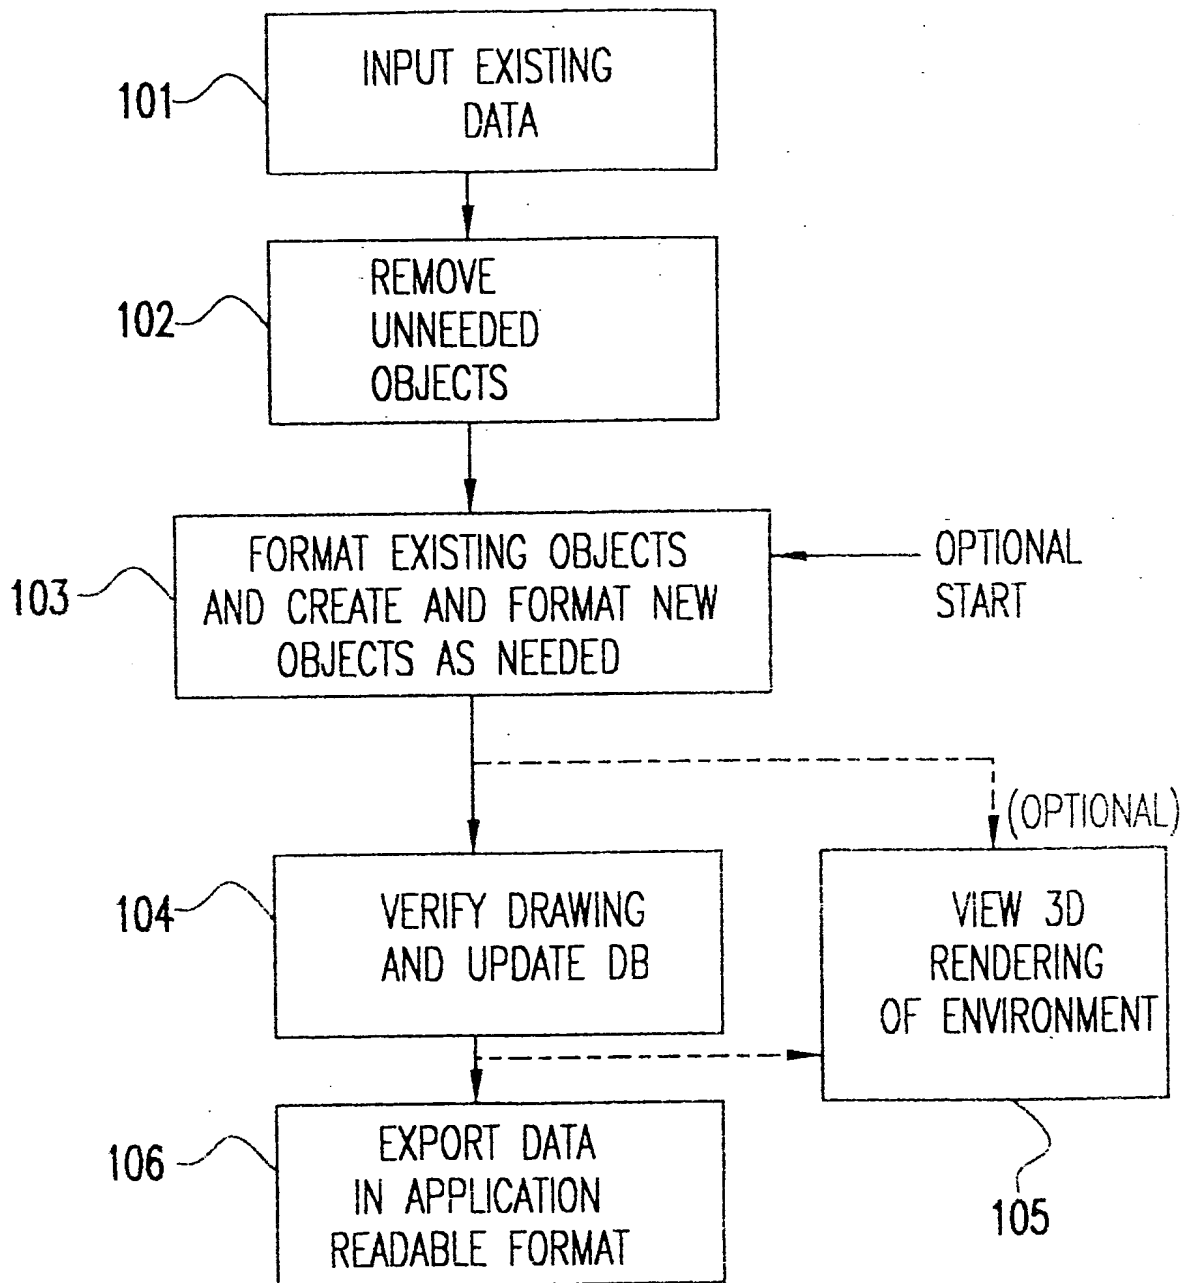 101
INPUT EXISTING
DATA
102
REMOVE
UNNEEDED
OBJECTS
103
FORMAT EXISTING OBJECTS
AND CREATE AND FORMAT NEW
OBJECTS AS NEEDED
OPTIONAL
START
(OPTIONAL)
104
VERIFY DRAWING
AND UPDATE DB
VIEW 3D
RENDERING
OF ENVIRONMENT
105
106
EXPORT DATA
IN APPLICATION
READABLE FORMAT